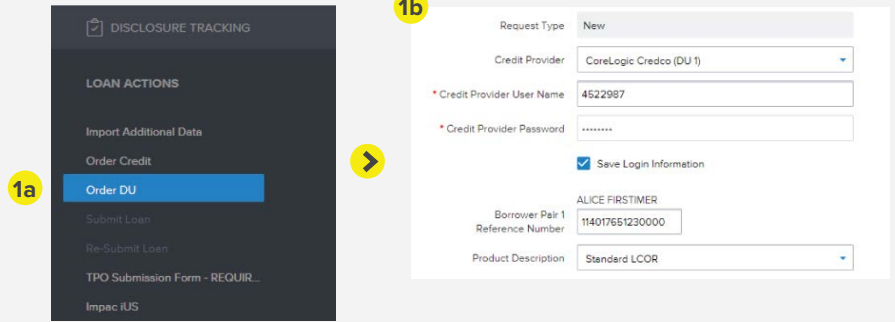 DISCLOSURE TRACKING
LOAN ACTIONS
Import Additional Data
Order Credit
1a
Order DU
Submit Loan
Re-Submit Loan
TPO Submission Form - REQUIR...
Impac iUS
1b
Request Type New
Credit Provider CoreLogic Credco (DU 1)
* Credit Provider User Name 4522987
* Credit Provider Password ········
Save Login Information
ALICE FIRSTIMER
Borrower Pair 1
Reference Number 114017651230000
Product Description Standard LCOR